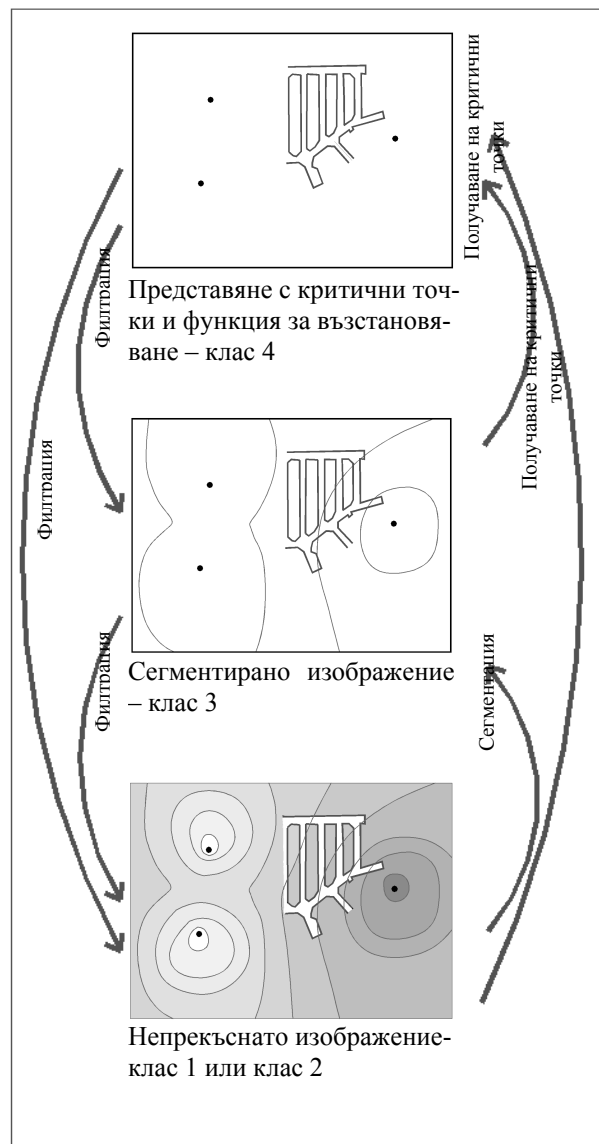 Получаване на критични
точки
Филтрация
Представяне с критични точ-
ки и функция за възстановя-
ване – клас 4
Получаване на критични
точки
Филтрация
Сегментирано изображение
– клас 3
Филтрация
Сегментация
Непрекъснато изображение-
клас 1 или клас 2